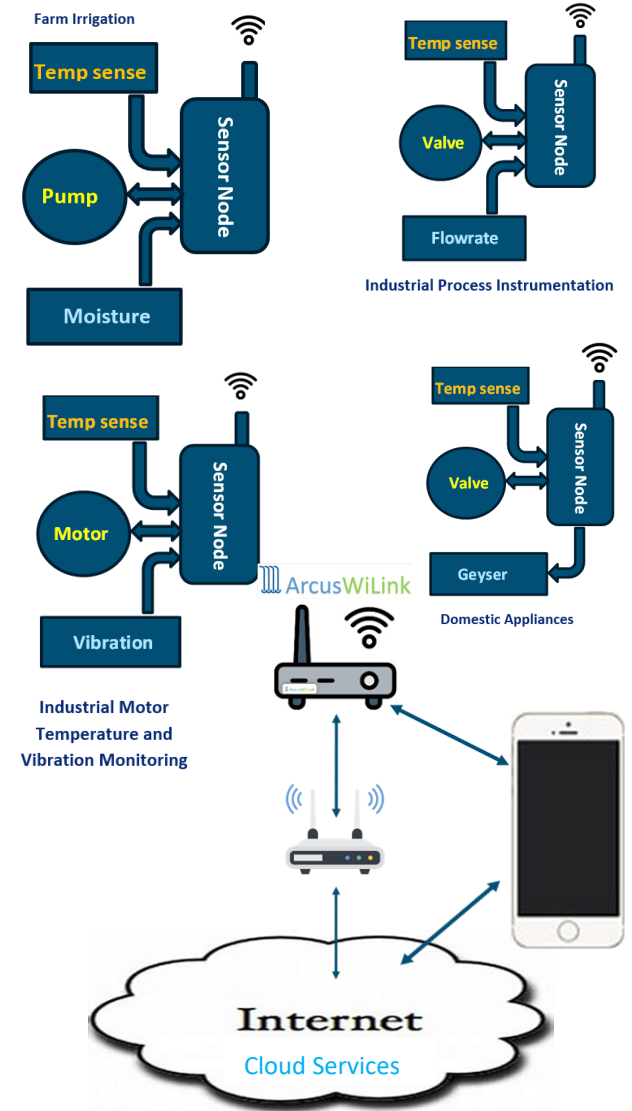 Farm Irrigation
Temp sense
Sensor Node
Pump
Moisture
Temp sense
Sensor Node
Valve
Flowrate
Industrial Process Instrumentation
Temp sense
Sensor Node
Motor
Vibration
Industrial Motor
Temperature and
Vibration Monitoring
Temp sense
Sensor Node
Valve
Geyser
Domestic Appliances
ArcusWiLink
ArcusWiLink
Internet
Cloud Services